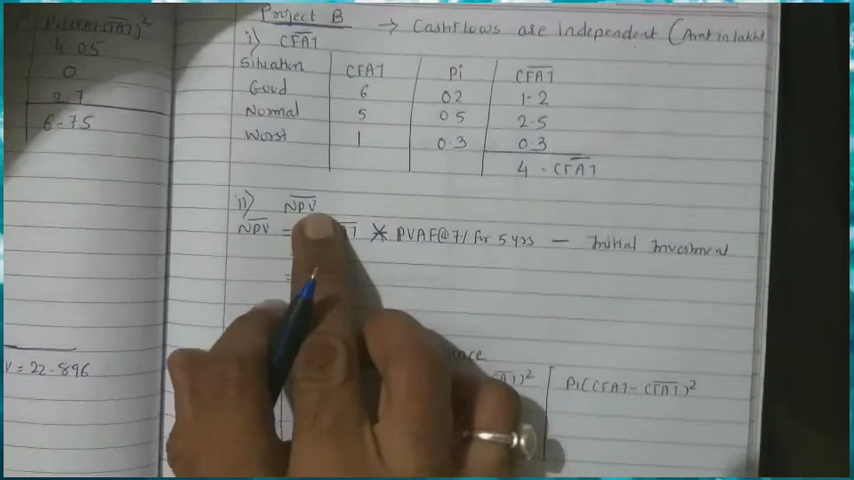 Pi(CFAT-CFAT)²
4.05
0
2.7
6.75
V = 22.896
Project B → Cashflows are Independent (Amt in lakhs
i) CFAT
Situation CFAT Pi CFAT
Good 6 0.2 1.2
Normal 5 0.5 2.5
Worst 1 0.3 0.3
4 = CFAT
ii) NPV
NPV = * PVAF@7% for 5 yrs — Initial Investment
=
Pi(CFAT - CFAT)²